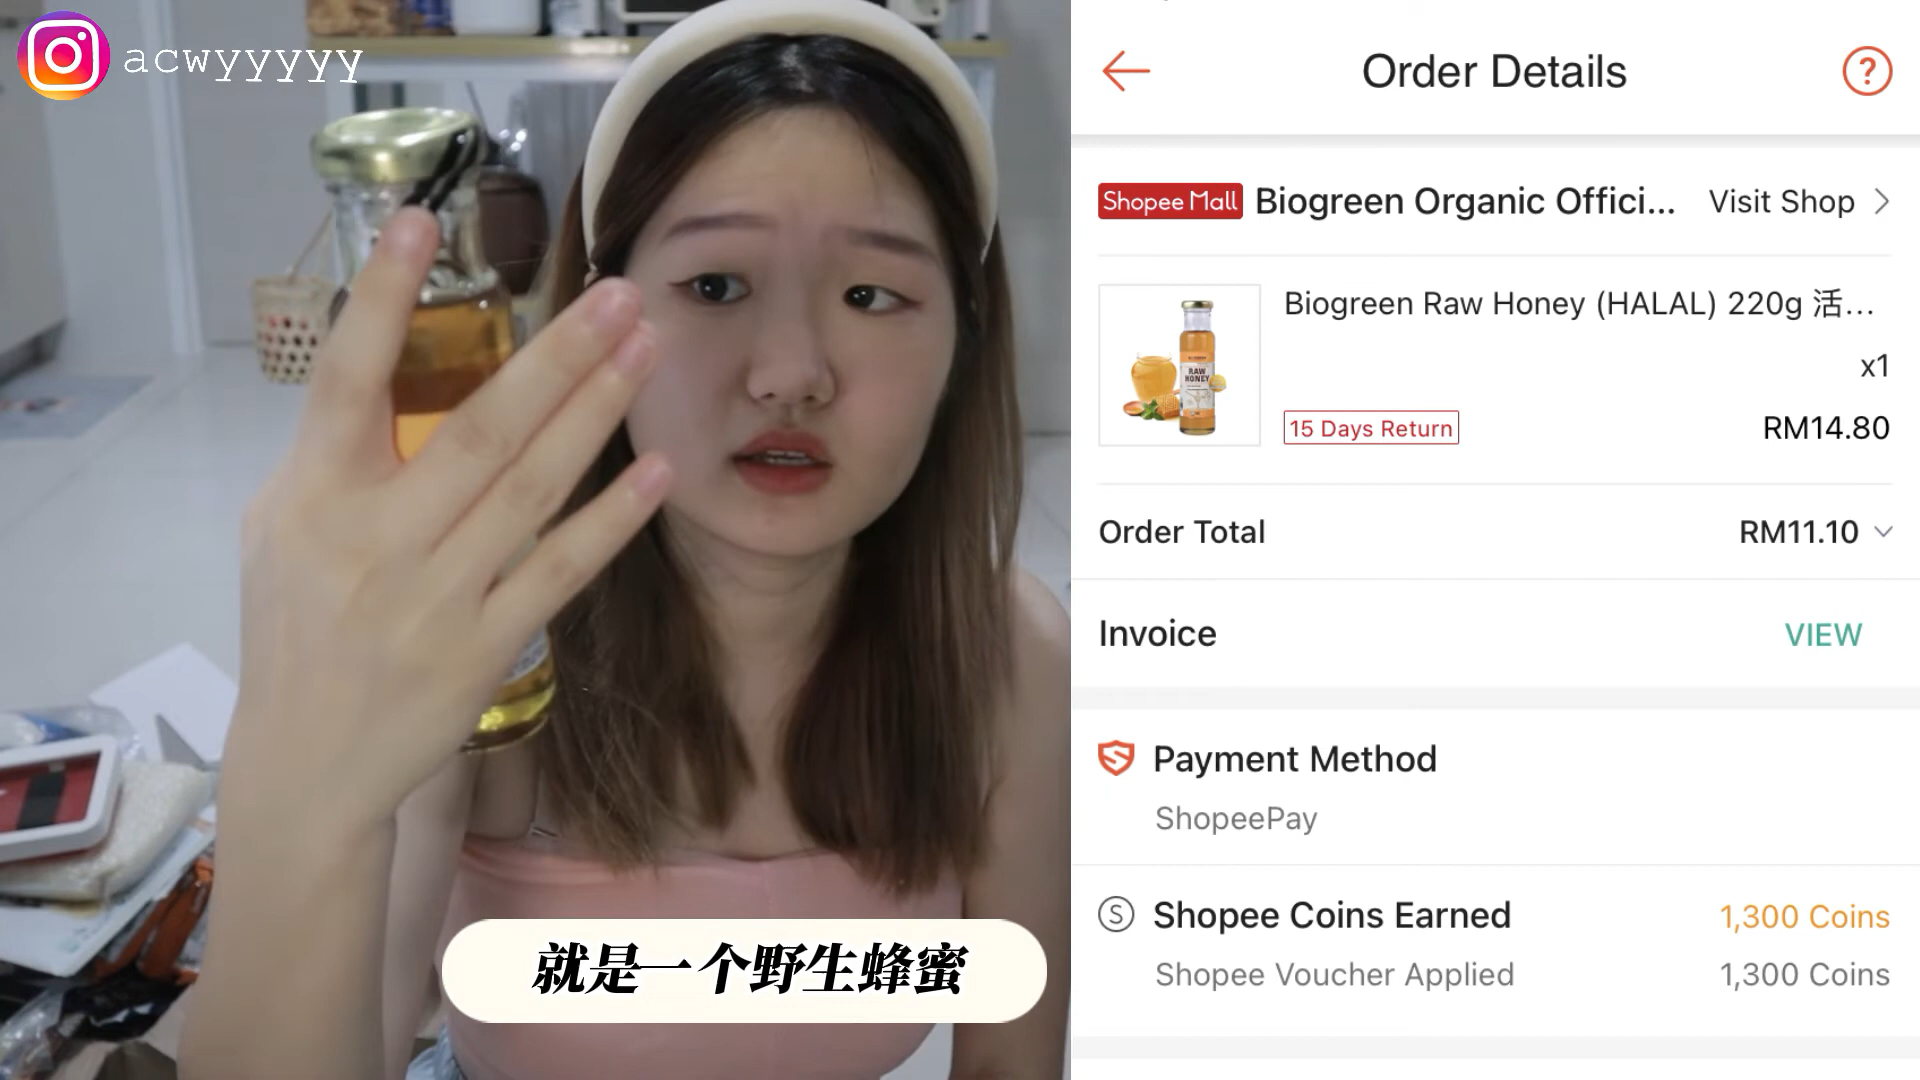 acwyyyyy
就是一个野生蜂蜜
Order Details
?
Shopee Mall Biogreen Organic Offici... Visit Shop
Biogreen Raw Honey (HALAL) 220g 活...
x1
RAW
HONEY
15 Days Return
RM14.80
Order Total RM11.10
Invoice VIEW
Payment Method
ShopeePay
Shopee Coins Earned 1,300 Coins
Shopee Voucher Applied 1,300 Coins